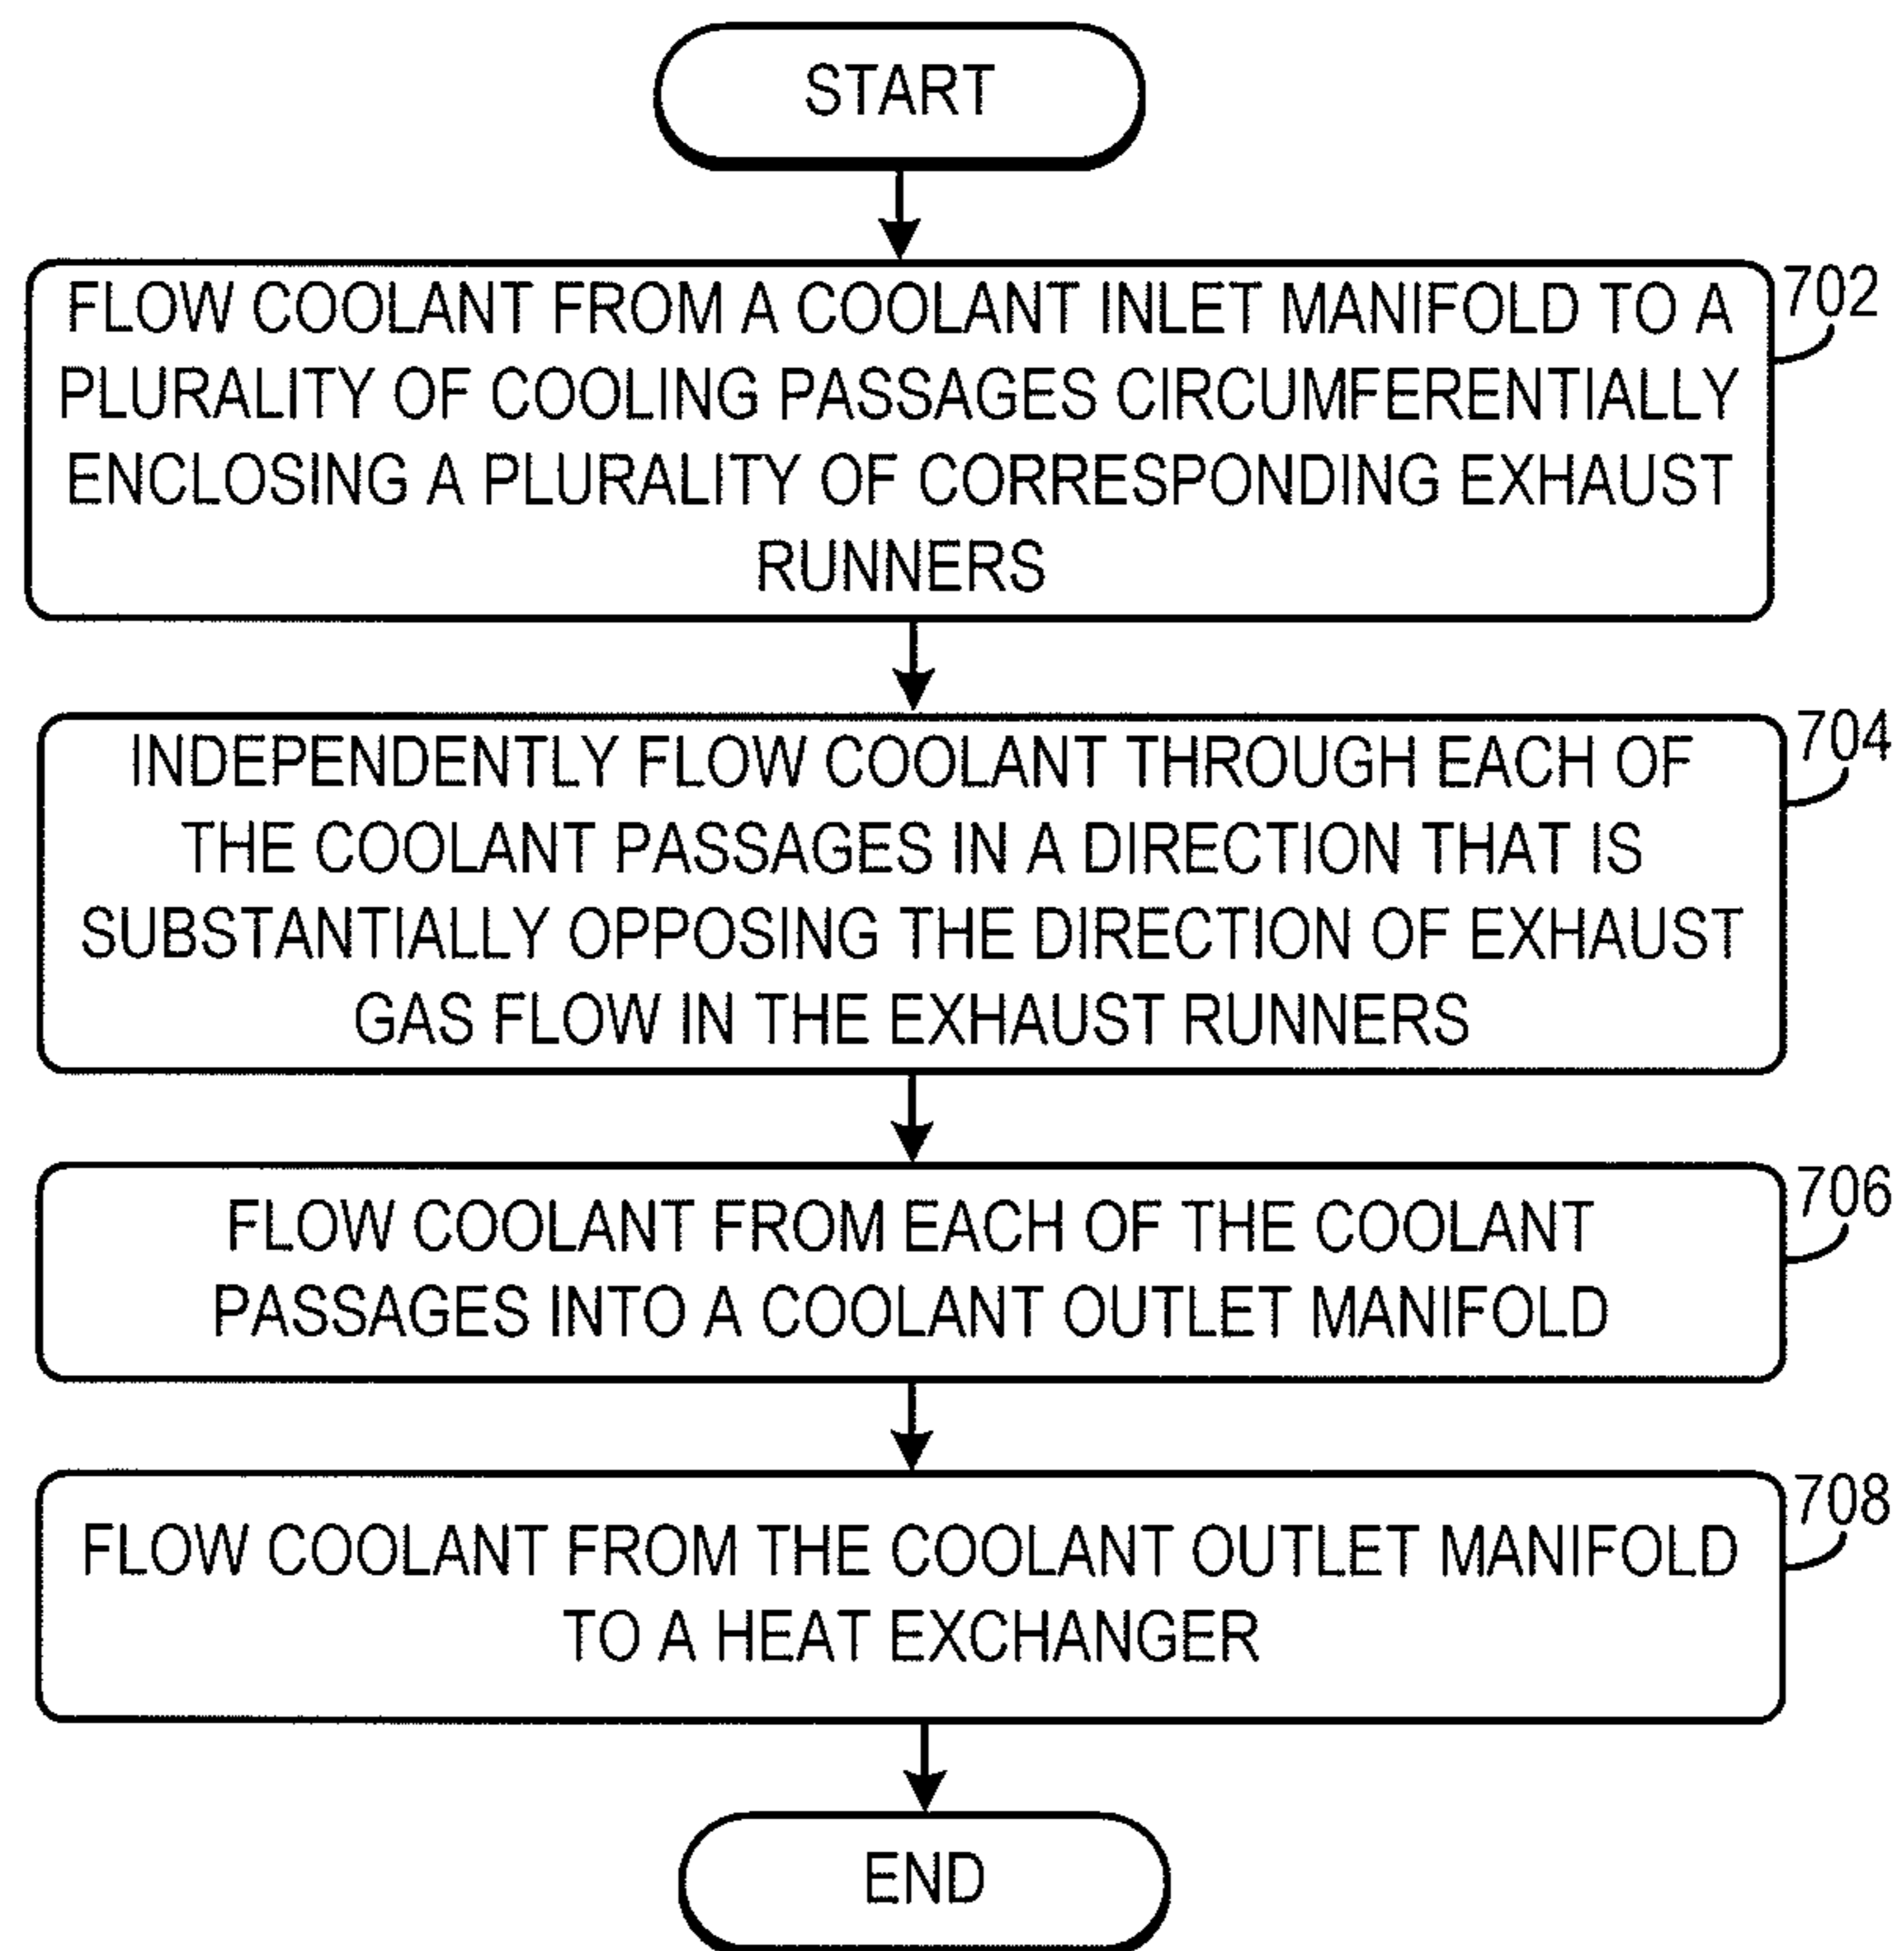 START
FLOW COOLANT FROM A COOLANT INLET MANIFOLD TO A
PLURALITY OF COOLING PASSAGES CIRCUMFERENTIALLY
ENCLOSING A PLURALITY OF CORRESPONDING EXHAUST
RUNNERS
702
INDEPENDENTLY FLOW COOLANT THROUGH EACH OF
THE COOLANT PASSAGES IN A DIRECTION THAT IS
SUBSTANTIALLY OPPOSING THE DIRECTION OF EXHAUST
GAS FLOW IN THE EXHAUST RUNNERS
704
FLOW COOLANT FROM EACH OF THE COOLANT
PASSAGES INTO A COOLANT OUTLET MANIFOLD
706
FLOW COOLANT FROM THE COOLANT OUTLET MANIFOLD
TO A HEAT EXCHANGER
708
END